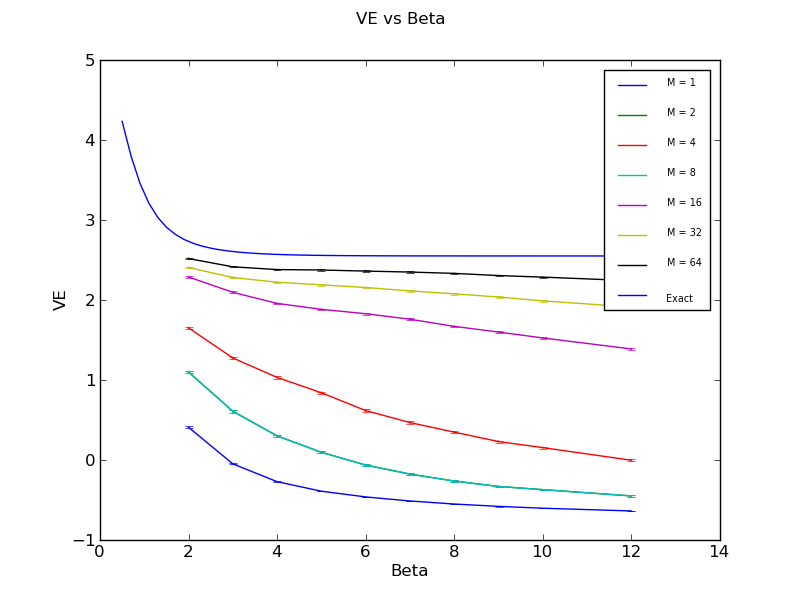 VE vs Beta
5
4
3
2
1
0
−1
VE
0
2
4
6
8
10
12
14
Beta
M = 1
M = 2
M = 4
M = 8
M = 16
M = 32
M = 64
Exact